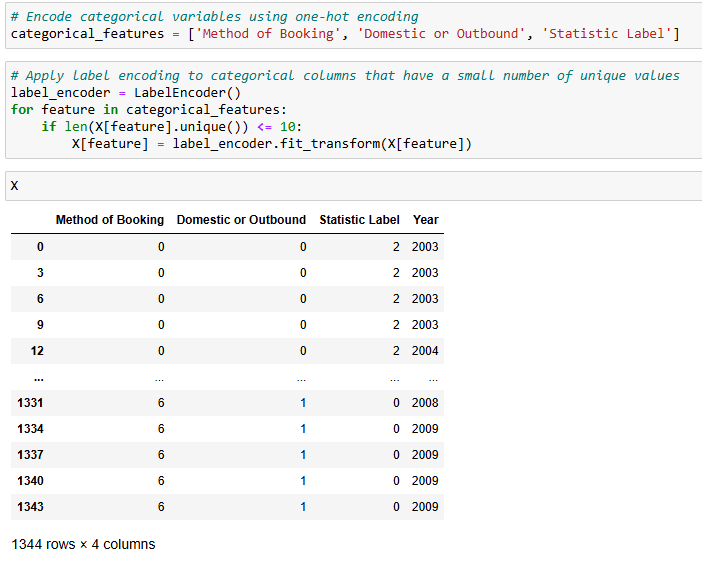 # Encode categorical variables using one-hot encoding
categorical_features = ['Method of Booking', 'Domestic or Outbound', 'Statistic Label']
# Apply label encoding to categorical columns that have a small number of unique values
label_encoder = LabelEncoder()
for feature in categorical_features:
    if len(X[feature].unique()) <= 10:
        X[feature] = label_encoder.fit_transform(X[feature])
X
Method of Booking Domestic or Outbound Statistic Label Year
0 0 0 2 2003
3 0 0 2 2003
6 0 0 2 2003
9 0 0 2 2003
12 0 0 2 2004
... ... ... ... ...
1331 6 1 0 2008
1334 6 1 0 2009
1337 6 1 0 2009
1340 6 1 0 2009
1343 6 1 0 2009
1344 rows × 4 columns